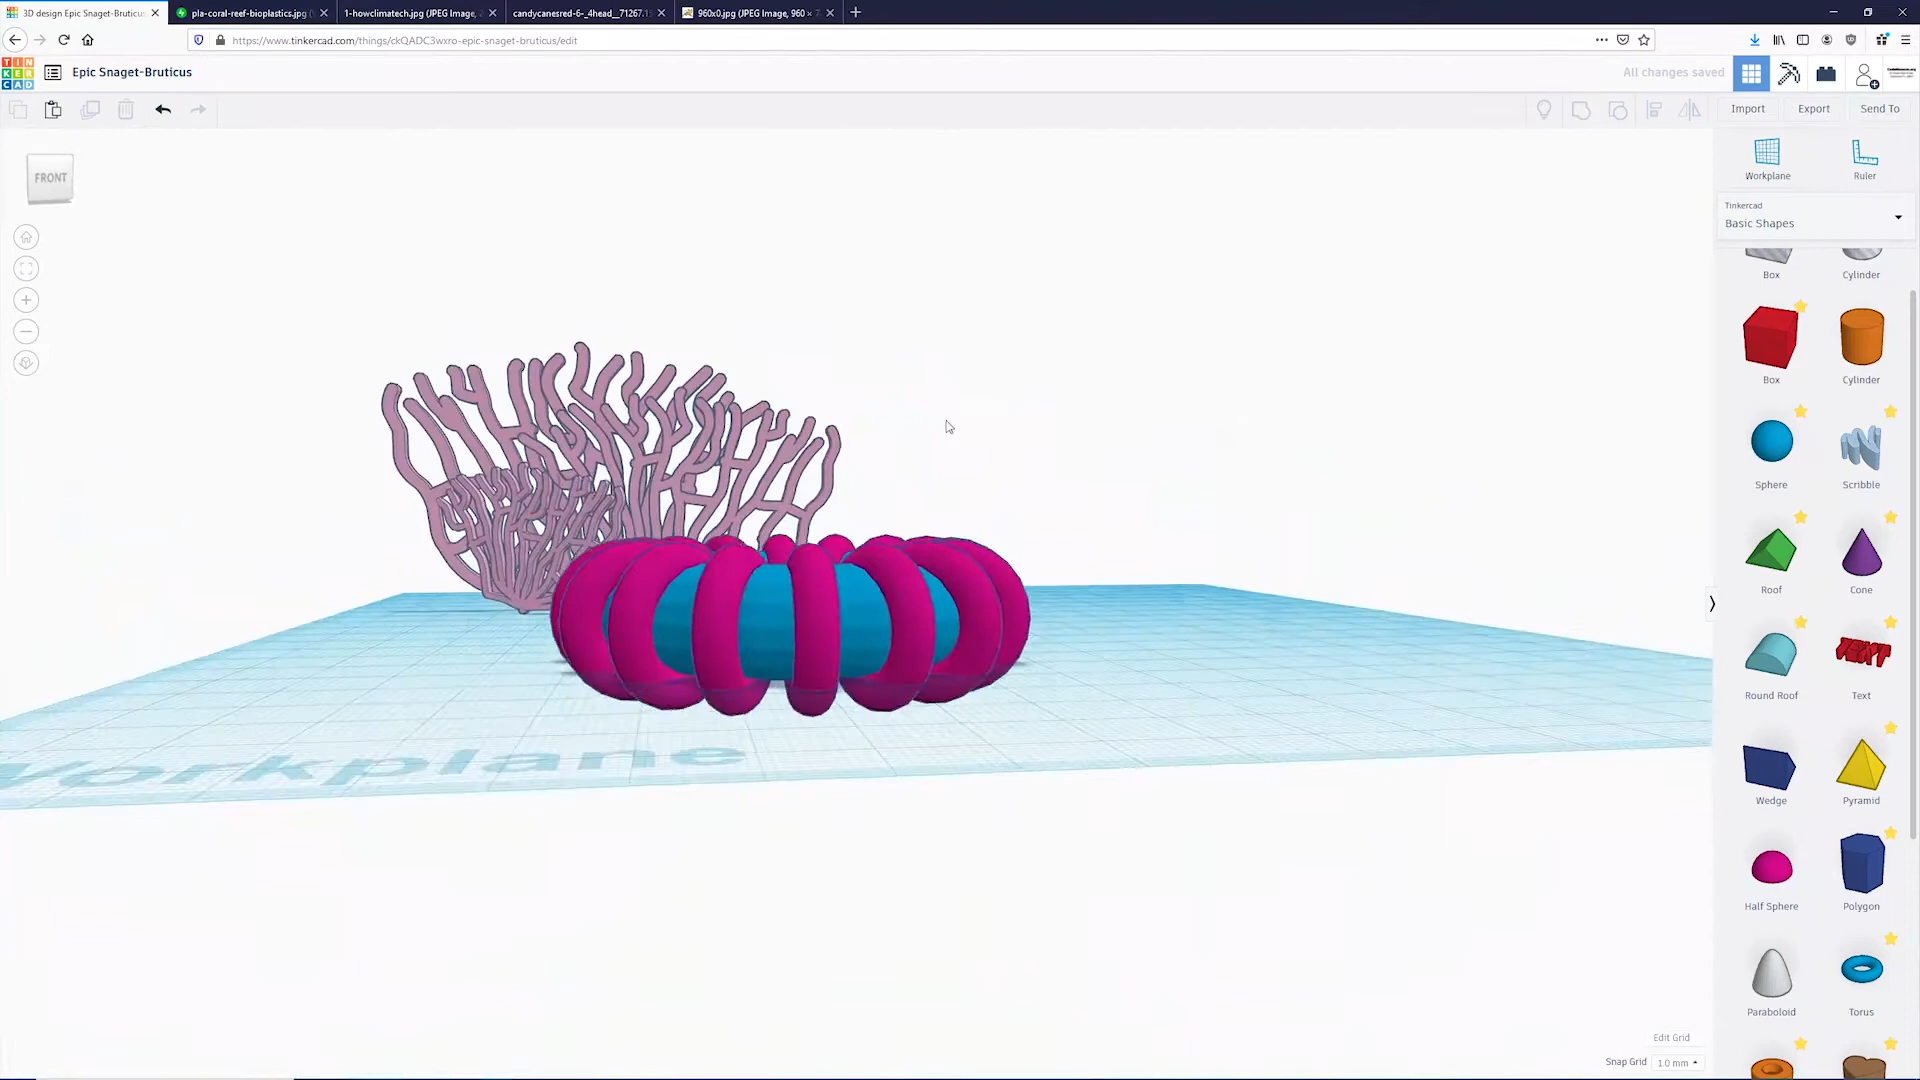 3D design Epic Snaget-Bruticus
pla-coral-reef-bioplastics.jpg (
1-howclimatech.jpg (JPEG Image,
candycanesred-6-_4head__71267.1
960x0.jpg (JPEG Image, 960 ×
https://www.tinkercad.com/things/ckQADC3wxro-epic-snaget-bruticus/edit
TIN
KER
CAD
Epic Snaget-Bruticus
All changes saved
Import
Export
Send To
FRONT
Workplane
Ruler
Tinkercad
Basic Shapes
Box
Cylinder
Box
Cylinder
Sphere
Scribble
Roof
Cone
TEXT
Round Roof
Text
Workplane
Wedge
Pyramid
Half Sphere
Polygon
Paraboloid
Torus
Edit Grid
Snap Grid
1.0 mm